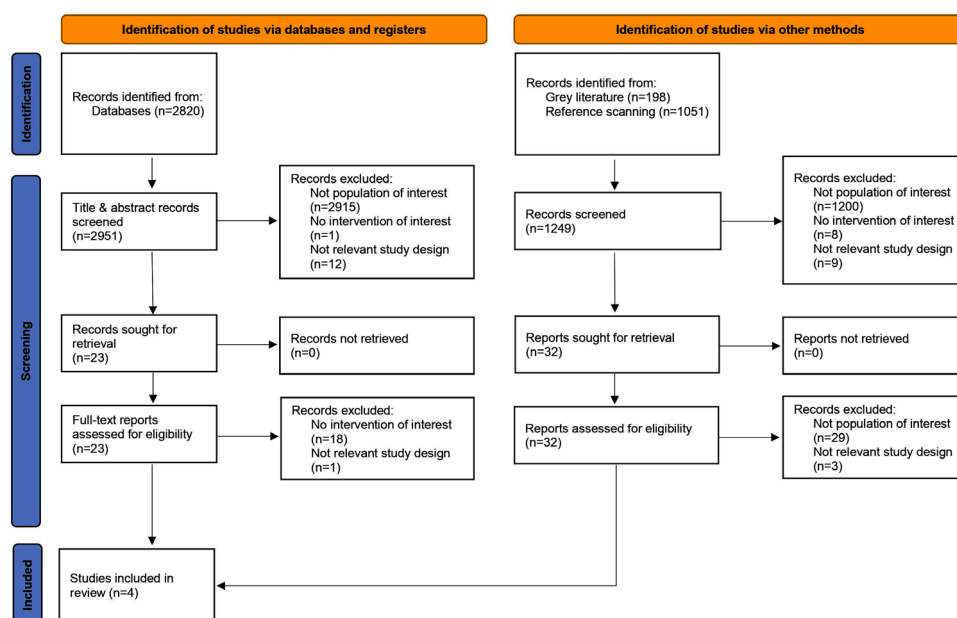 Identification of studies via databases and registers
Identification of studies via other methods
Identification
Records identified from:
Databases (n=2820)
Records identified from:
Grey literature (n=198)
Reference scanning (n=1051)
Screening
Title & abstract records
screened
(n=2951)
Records excluded:
Not population of interest
(n=2915)
No intervention of interest
(n=1)
Not relevant study design
(n=12)
Records screened
(n=1249)
Records excluded:
Not population of interest
(n=1200)
No intervention of interest
(n=8)
Not relevant study design
(n=9)
Records sought for
retrieval
(n=23)
Records not retrieved
(n=0)
Reports sought for retrieval
(n=32)
Reports not retrieved
(n=0)
Full-text reports
assessed for eligibility
(n=23)
Records excluded:
No intervention of interest
(n=18)
Not relevant study design
(n=1)
Reports assessed for eligibility
(n=32)
Records excluded:
Not population of interest
(n=29)
Not relevant study design
(n=3)
Included
Studies included in
review (n=4)